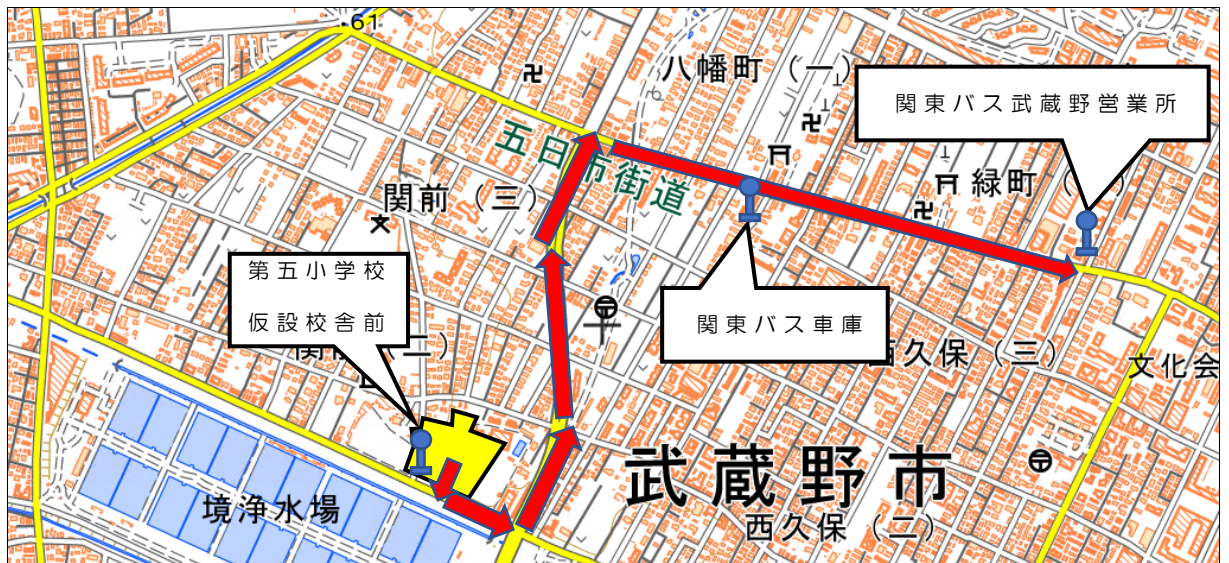 61
八幡町（一）
関東バス武蔵野営業所
五日市街道
関前（三）
緑町（
第五小学校
仮設校舎前
関東バス車庫
西久保（三）
文化会
武蔵野市
境浄水場
西久保（二）